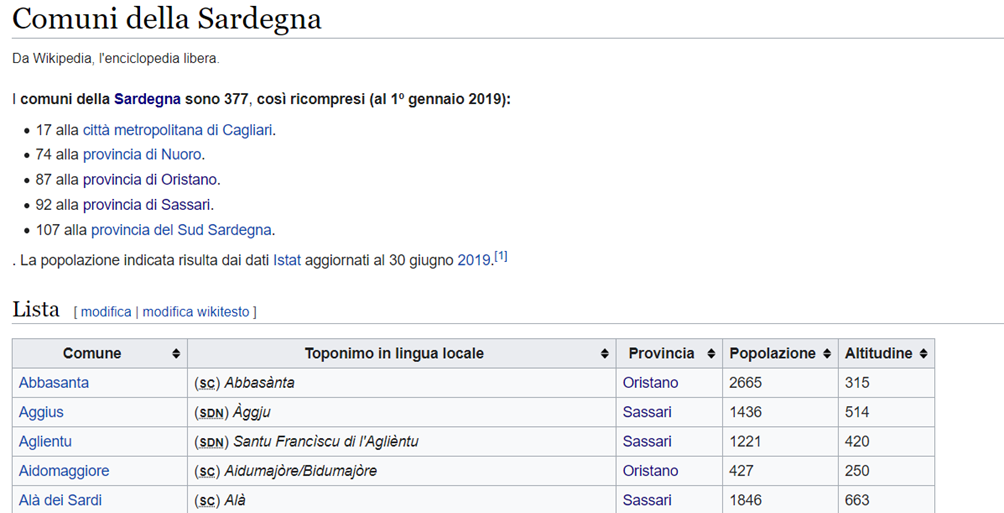 Comuni della Sardegna
Da Wikipedia, l'enciclopedia libera.
I comuni della Sardegna sono 377, così ricompresi (al 1º gennaio 2019):
• 17 alla città metropolitana di Cagliari.
• 74 alla provincia di Nuoro.
• 87 alla provincia di Oristano.
• 92 alla provincia di Sassari.
• 107 alla provincia del Sud Sardegna.
. La popolazione indicata risulta dai dati Istat aggiornati al 30 giugno 2019.[1]
Lista [ modifica | modifica wikitesto ]
Comune Toponimo in lingua locale Provincia Popolazione Altitudine
Abbasanta (SC) Abbasànta Oristano 2665 315
Aggius (SDN) Àggju Sassari 1436 514
Aglientu (SDN) Santu Francìscu di l'Aglièntu Sassari 1221 420
Aidomaggiore (SC) Aidumajòre/Bidumajòre Oristano 427 250
Alà dei Sardi (SC) Alà Sassari 1846 663